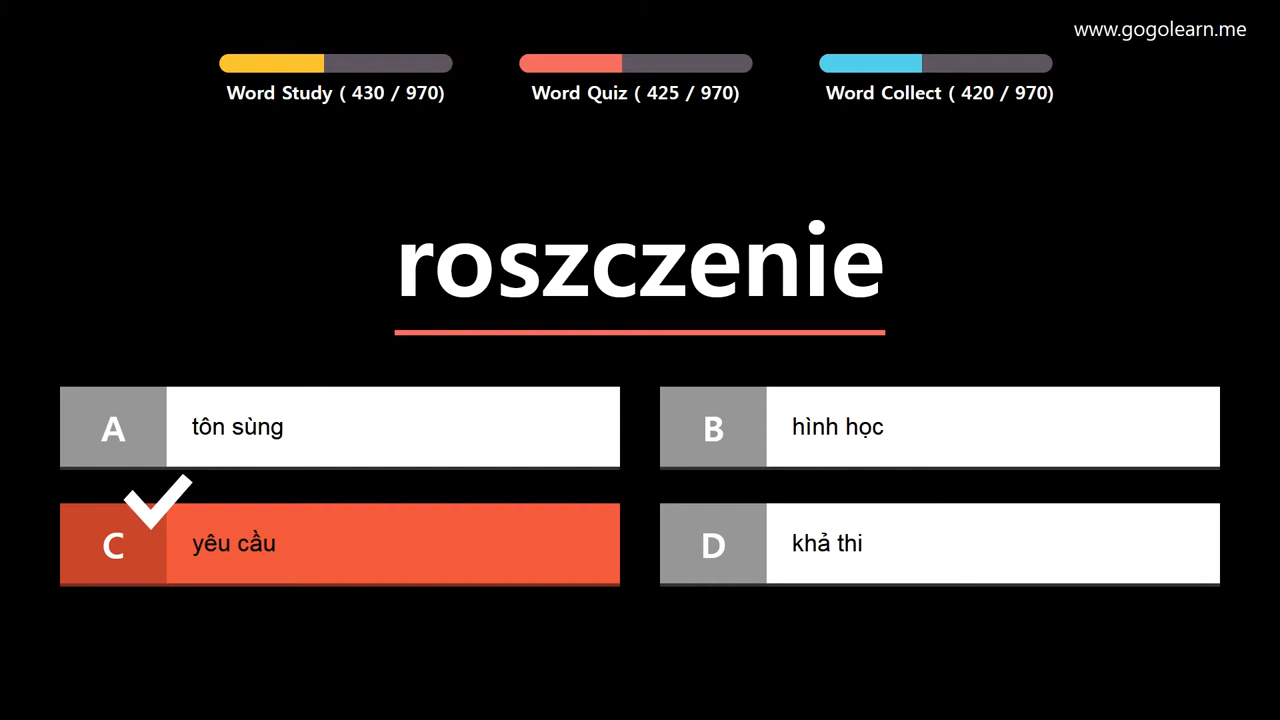 www.gogolearn.me
Word Study ( 430 / 970)
Word Quiz ( 425 / 970)
Word Collect ( 420 / 970)
roszczenie
A tôn sùng
B hình học
C yêu cầu
D khả thi